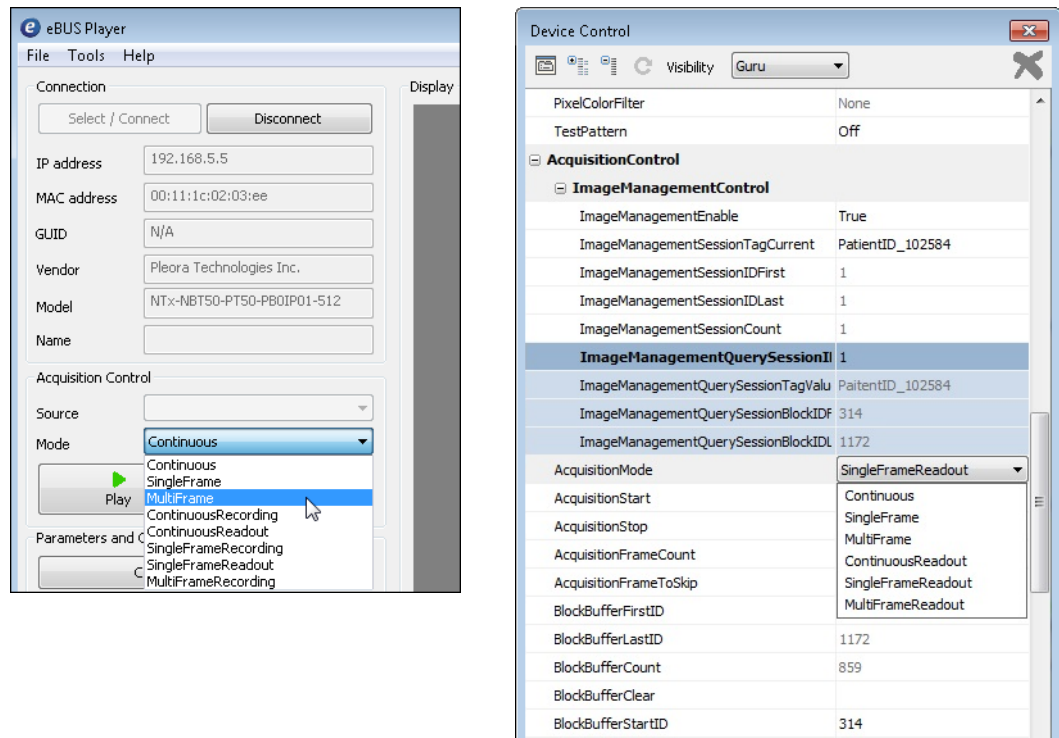 eBUS Player
File Tools Help
Connection
Select / Connect Disconnect
IP address 192.168.5.5
MAC address 00:11:1c:02:03:ee
GUID N/A
Vendor Pleora Technologies Inc.
Model NTx-NBT50-PT50-PB0IP01-512
Name
Acquisition Control
Source
Mode Continuous
Continuous
SingleFrame
MultiFrame
ContinuousRecording
ContinuousReadout
SingleFrameRecording
SingleFrameReadout
MultiFrameRecording
Play
Parameters and C
C
Display
Device Control
Visibility Guru
PixelColorFilter None
TestPattern Off
AcquisitionControl
ImageManagementControl
ImageManagementEnable True
ImageManagementSessionTagCurrent PatientID_102584
ImageManagementSessionIDFirst 1
ImageManagementSessionIDLast 1
ImageManagementSessionCount 1
ImageManagementQuerySessionII 1
ImageManagementQuerySessionTagValu PaitentID_102584
ImageManagementQuerySessionBlockIDF 314
ImageManagementQuerySessionBlockIDL 1172
AcquisitionMode SingleFrameReadout
AcquisitionStart
AcquisitionStop
AcquisitionFrameCount
AcquisitionFrameToSkip
Continuous
SingleFrame
MultiFrame
ContinuousReadout
SingleFrameReadout
MultiFrameReadout
BlockBufferFirstID
BlockBufferLastID 1172
BlockBufferCount 859
BlockBufferClear
BlockBufferStartID 314